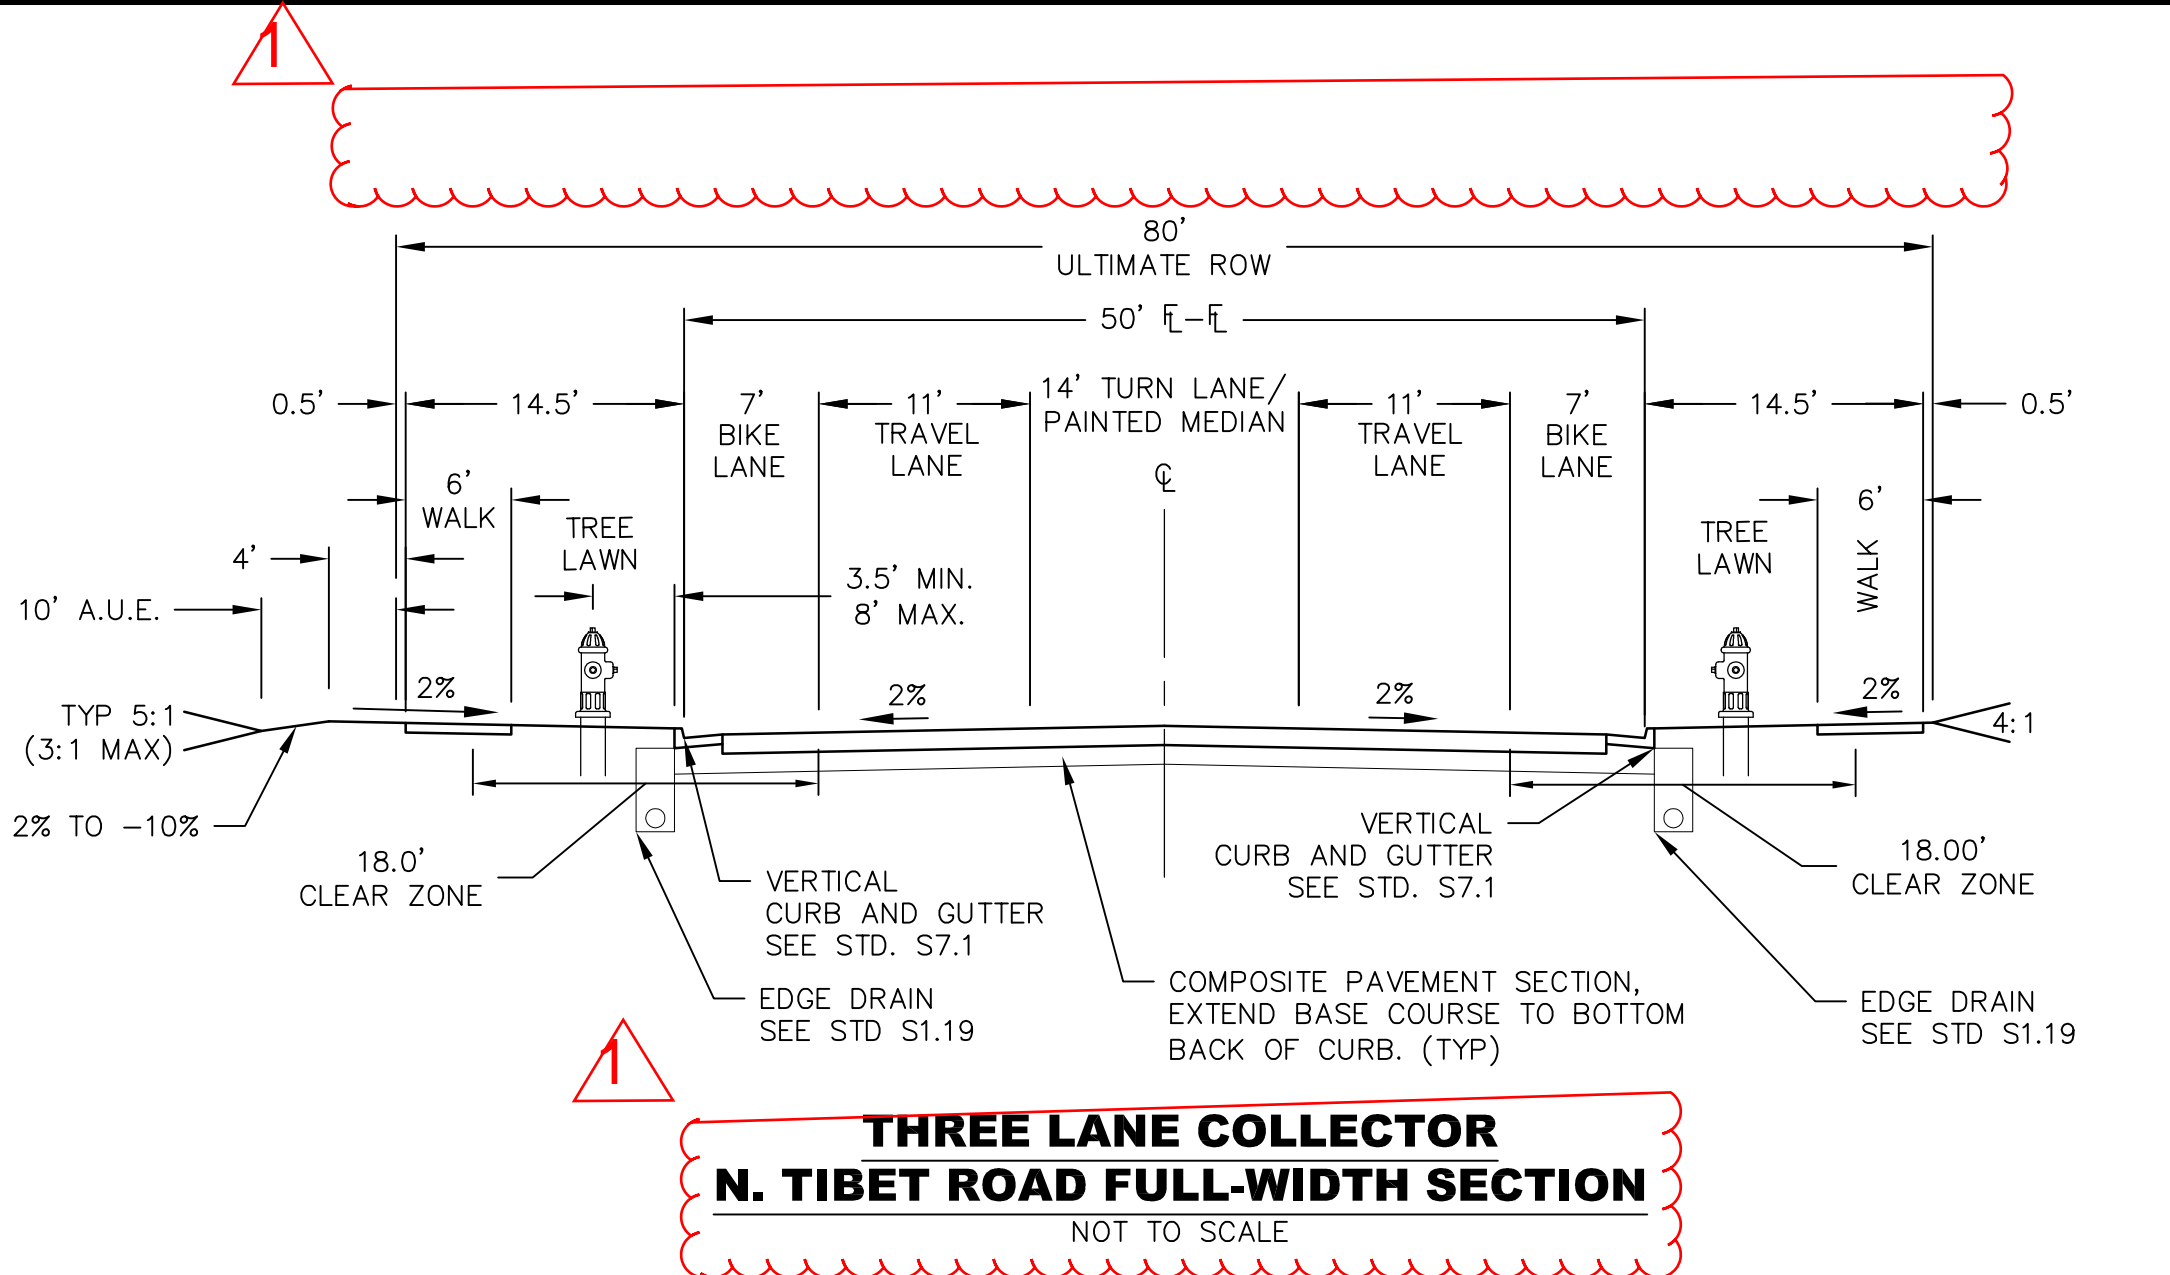 1
80'
ULTIMATE ROW
50' FL-FL
0.5'
14.5'
7'
BIKE
LANE
11'
TRAVEL
LANE
14' TURN LANE/
PAINTED MEDIAN
CL
11'
TRAVEL
LANE
7'
BIKE
LANE
14.5'
0.5'
6'
WALK
TREE
LAWN
4'
10' A.U.E.
3.5' MIN.
8' MAX.
TREE
LAWN
6'
WALK
2%
2%
2%
2%
TYP 5:1
(3:1 MAX)
4:1
2% TO -10%
18.0'
CLEAR ZONE
VERTICAL
CURB AND GUTTER
SEE STD. S7.1
EDGE DRAIN
SEE STD S1.19
VERTICAL
CURB AND GUTTER
SEE STD. S7.1
18.00'
CLEAR ZONE
COMPOSITE PAVEMENT SECTION,
EXTEND BASE COURSE TO BOTTOM
BACK OF CURB. (TYP)
EDGE DRAIN
SEE STD S1.19
1
THREE LANE COLLECTOR
N. TIBET ROAD FULL-WIDTH SECTION
NOT TO SCALE